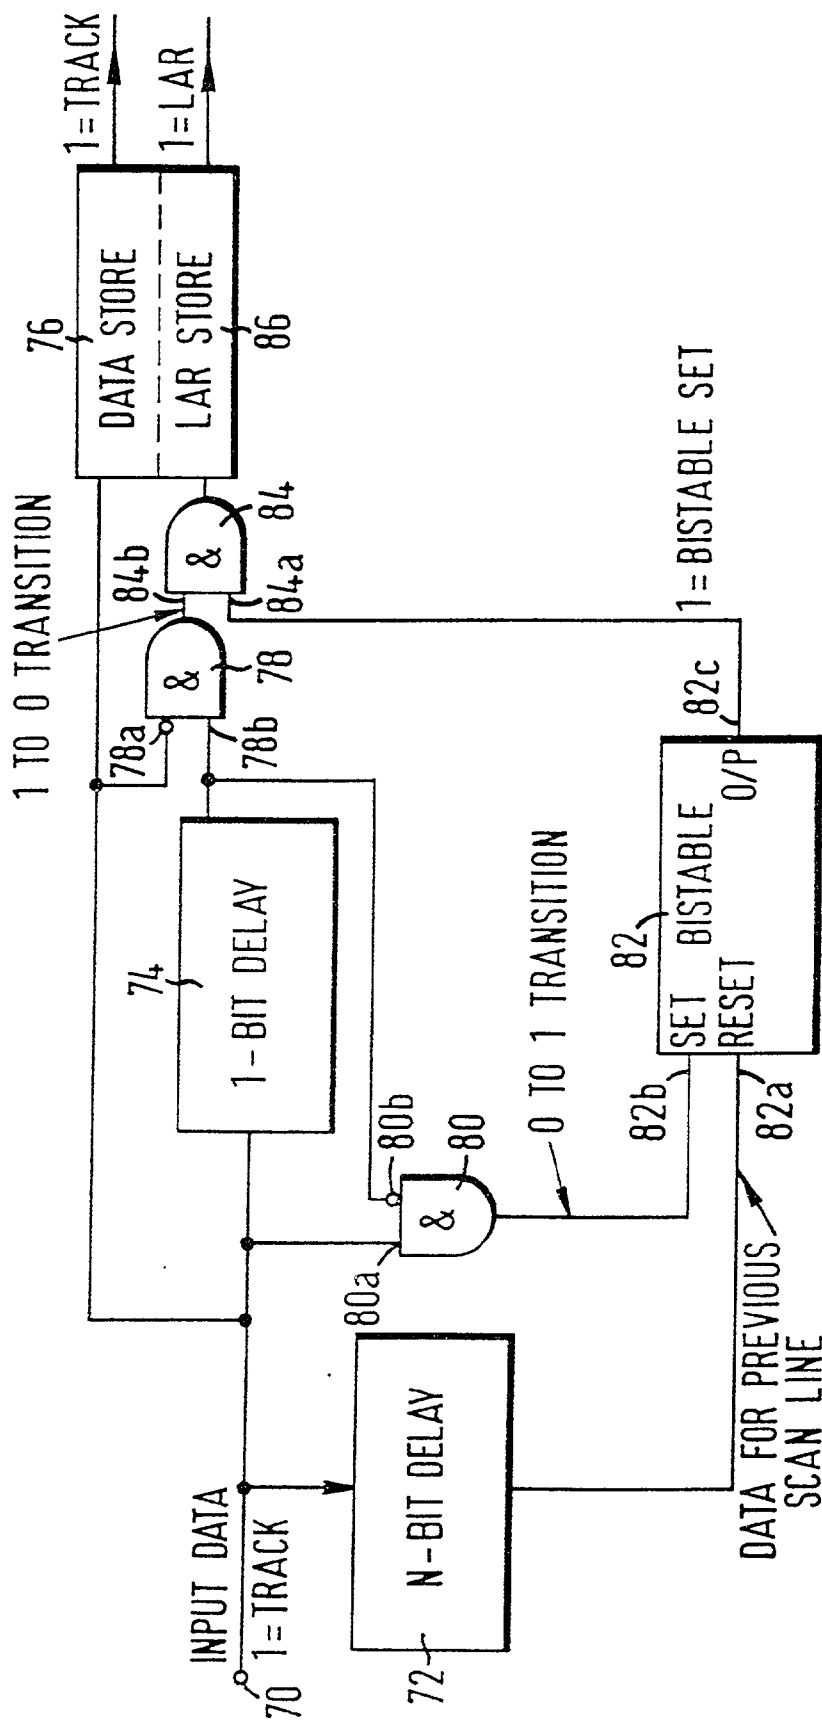 INPUT DATA
1=TRACK
70
72
N-BIT DELAY
DATA FOR PREVIOUS
SCAN LINE
80a
80b
&
80
0 TO 1 TRANSITION
74
1-BIT DELAY
82b
82a
82
SET
RESET
BISTABLE
O/P
82c
1=BISTABLE SET
1 TO 0 TRANSITION
78a
78b
&
78
84b
84a
&
84
76
DATA STORE
LAR STORE
86
1=TRACK
1=LAR